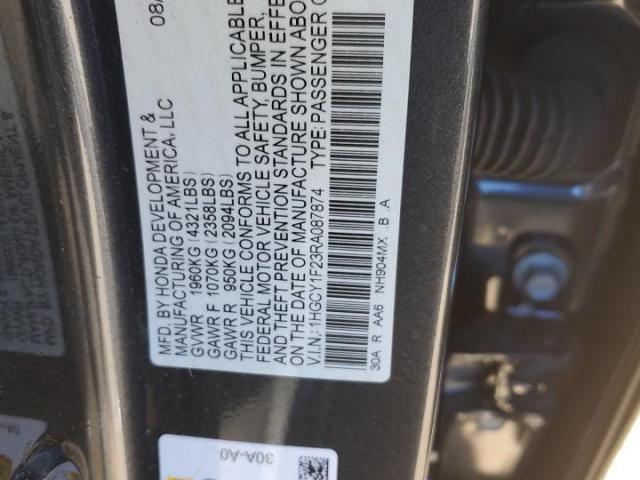 08/
MFD. BY HONDA DEVELOPMENT &
MANUFACTURING OF AMERICA, LLC
GVWR 1960KG (4321LBS)
GAWR F 1070KG (2358LBS)
GAWR R 950KG (2094LBS)
THIS VEHICLE CONFORMS TO ALL APPLICABLE
FEDERAL MOTOR VEHICLE SAFETY, BUMPER,
AND THEFT PREVENTION STANDARDS IN EFFE
ON THE DATE OF MANUFACTURE SHOWN ABO
V.I.N.: 1HGCY1F23RA087874 TYPE: PASSENGER C
30A R AA6 NH904MX B A
30A-A0